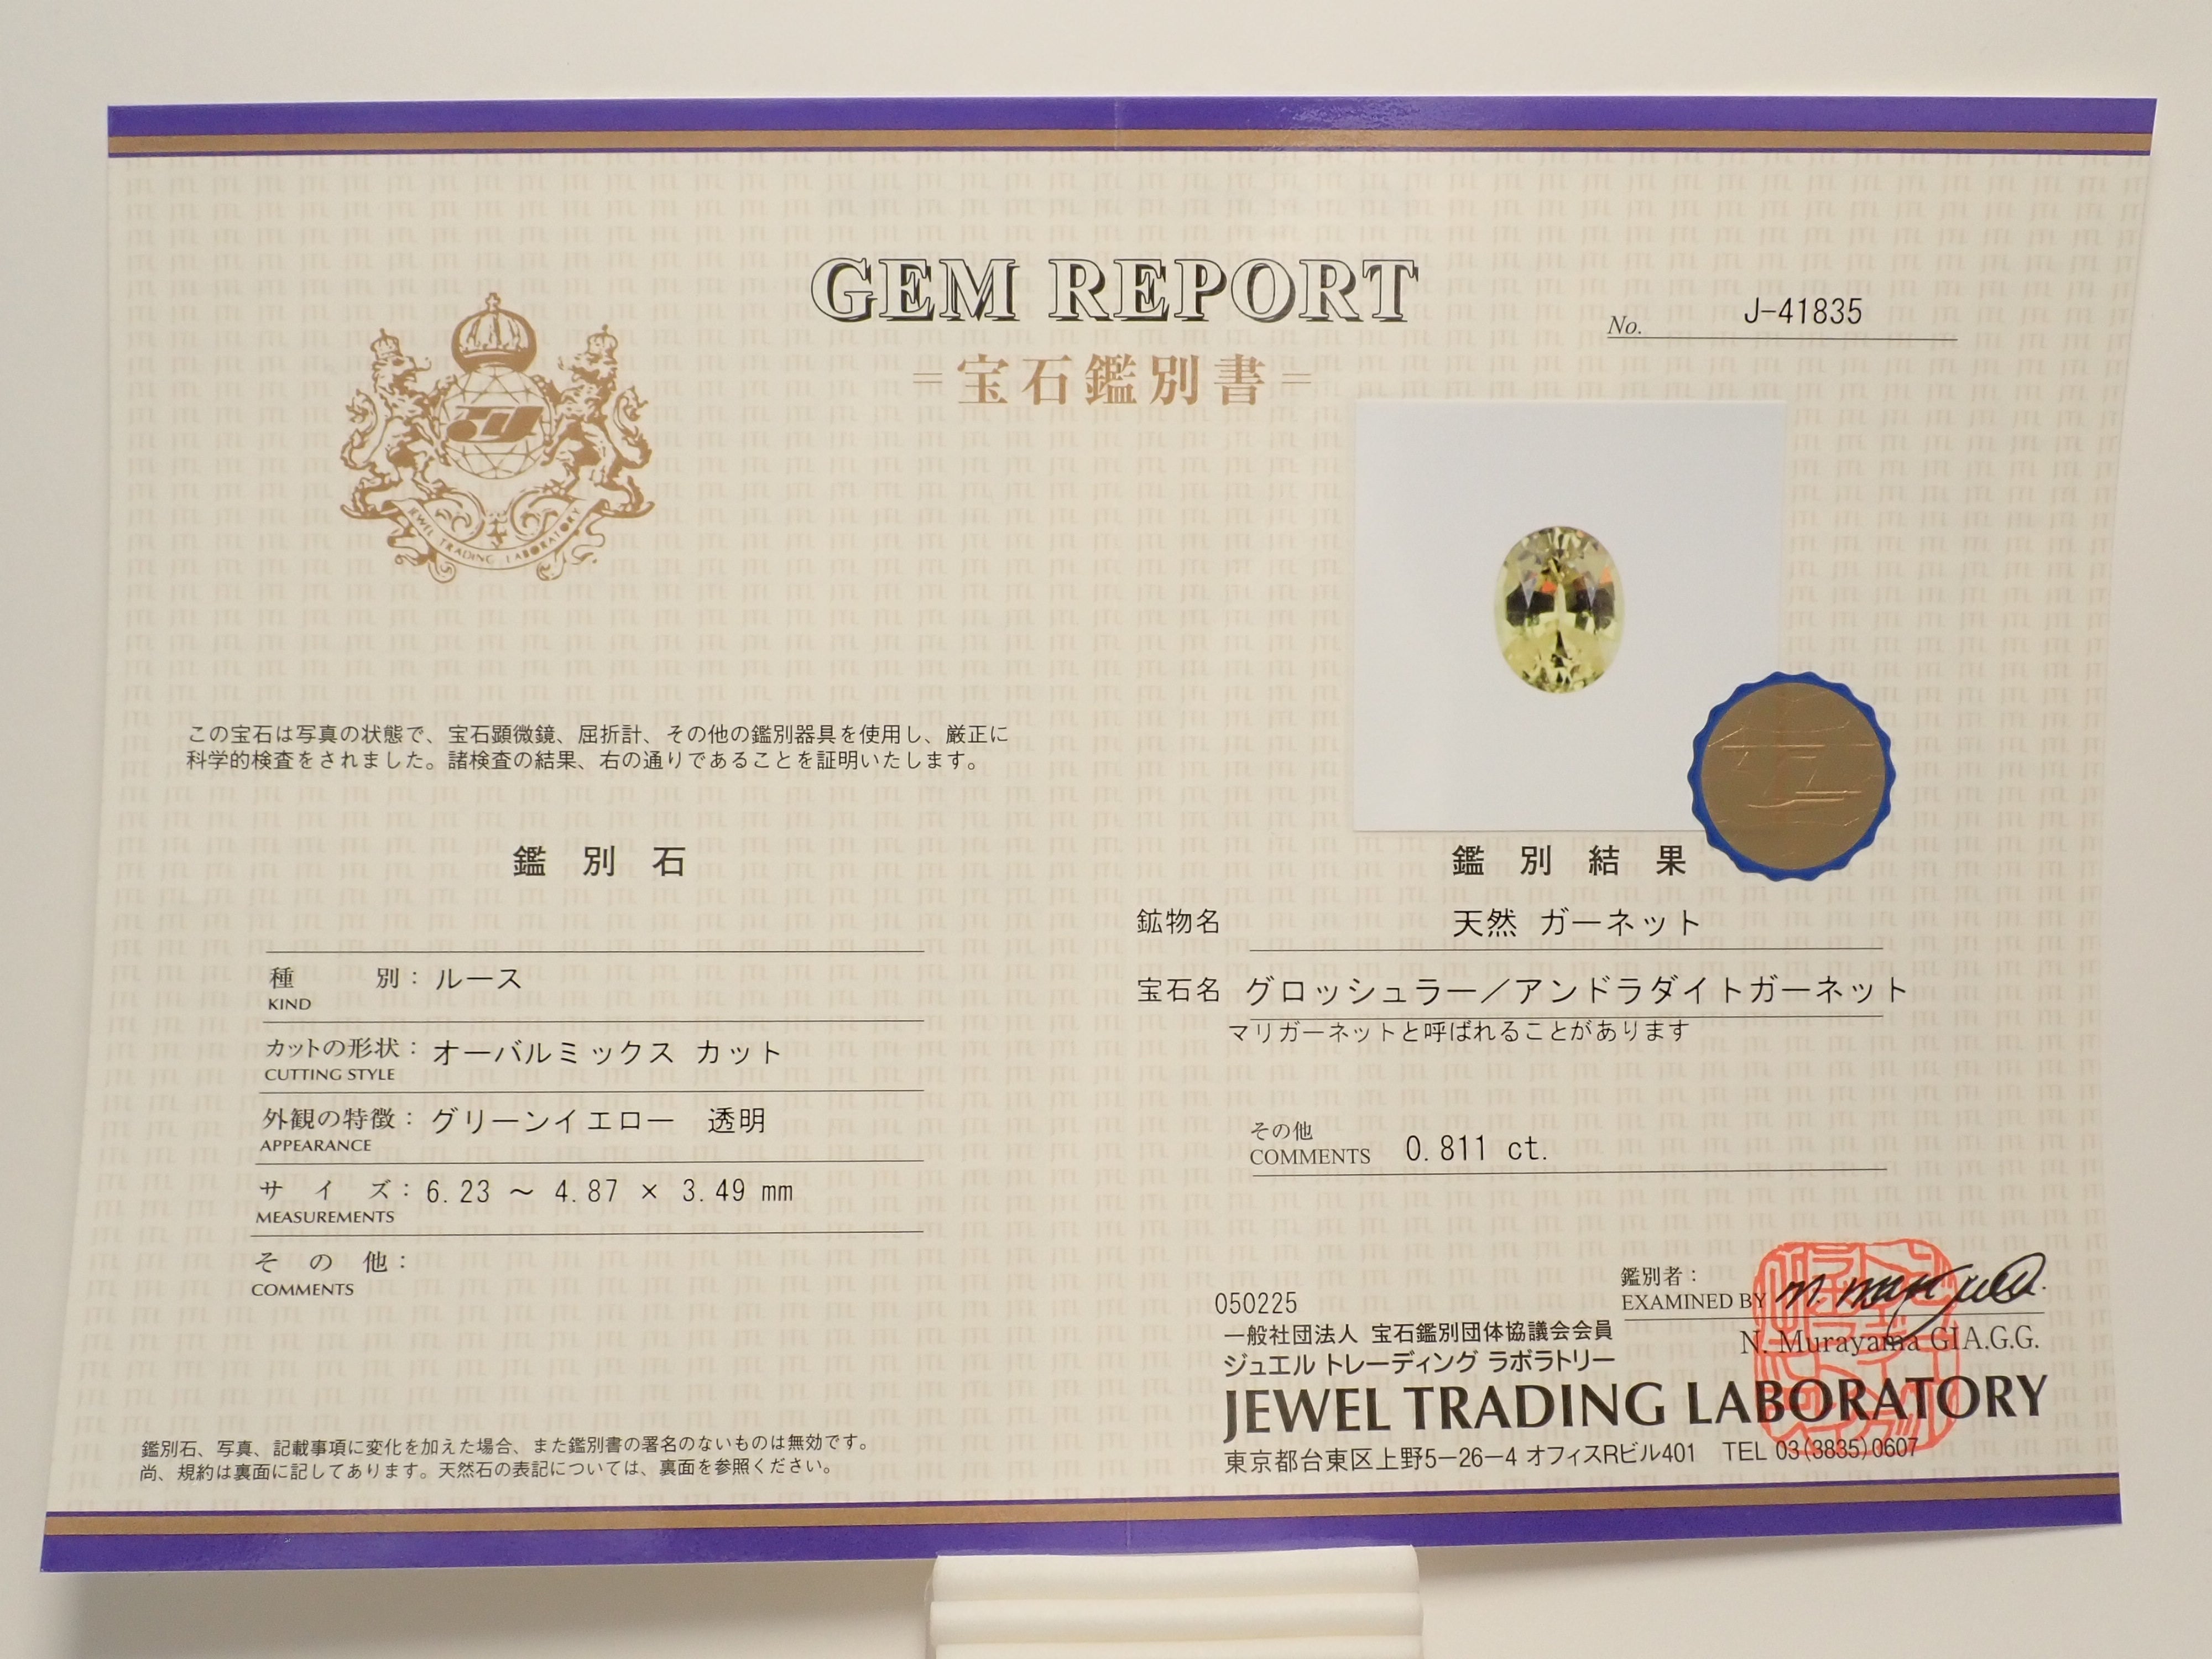 GEM REPORT
=宝石鑑別書=
No. J-41835
JEWEL TRADING LABORATORY
この宝石は写真の状態で、宝石顕微鏡、屈折計、その他の鑑別器具を使用し、厳正に
科学的検査をされました。諸検査の結果、右の通りであることを証明いたします。
鑑別石
種別：ルース
KIND
カットの形状：オーバルミックス カット
CUTTING STYLE
外観の特徴：グリーンイエロー 透明
APPEARANCE
サイズ：6.23 ～ 4.87 × 3.49 mm
MEASUREMENTS
その他：
COMMENTS
鑑別石、写真、記載事項に変化を加えた場合、また鑑別書の署名のないものは無効です。
尚、規約は裏面に記してあります。天然石の表記については、裏面を参照ください。
鑑別結果
鉱物名 天然 ガーネット
宝石名 グロッシュラー／アンドラダイトガーネット
マリガーネットと呼ばれることがあります
その他
COMMENTS 0.811 ct.
鑑別者：
EXAMINED BY
N. Murayama GIA.G.G.
050225
一般社団法人 宝石鑑別団体協議会会員
ジュエル トレーディング ラボラトリー
JEWEL TRADING LABORATORY
東京都台東区上野5-26-4 オフィスRビル401 TEL 03(3835)0607